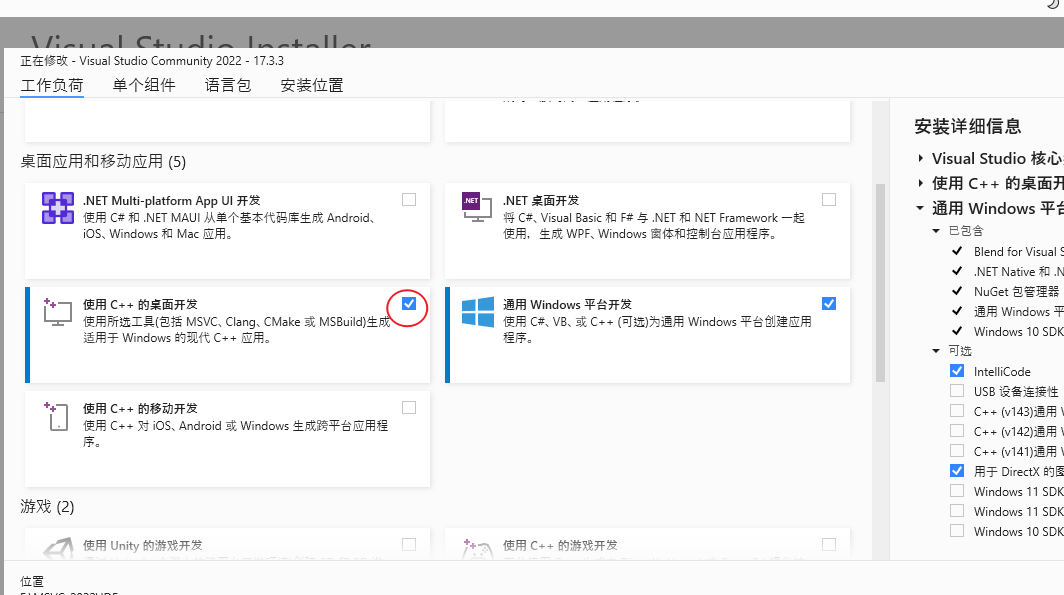 Visual Studio Installer
正在修改 - Visual Studio Community 2022 - 17.3.3
工作负荷 单个组件 语言包 安装位置
桌面应用和移动应用 (5)
.NET Multi-platform App UI 开发
使用 C# 和 .NET MAUI 从单个基本代码库生成 Android、
iOS、Windows 和 Mac 应用。
.NET
.NET 桌面开发
将 C#、Visual Basic 和 F# 与 .NET 和 NET Framework 一起
使用，生成 WPF、Windows 窗体和控制台应用程序。
使用 C++ 的桌面开发
使用所选工具(包括 MSVC、Clang、CMake 或 MSBuild)生成
适用于 Windows 的现代 C++ 应用。
通用 Windows 平台开发
使用 C#、VB、或 C++ (可选)为通用 Windows 平台创建应用
程序。
使用 C++ 的移动开发
使用 C++ 对 iOS、Android 或 Windows 生成跨平台应用程
序。
游戏 (2)
使用 Unity 的游戏开发
使用 C++ 的游戏开发
位置
安装详细信息
Visual Studio 核心
使用 C++ 的桌面开
通用 Windows 平台
已包含
Blend for Visual S
.NET Native 和 .N
NuGet 包管理器
通用 Windows 平
Windows 10 SDK
可选
IntelliCode
USB 设备连接性
C++ (v143)通用 W
C++ (v142)通用 W
C++ (v141)通用 W
用于 DirectX 的图
Windows 11 SDK
Windows 11 SDK
Windows 10 SDK